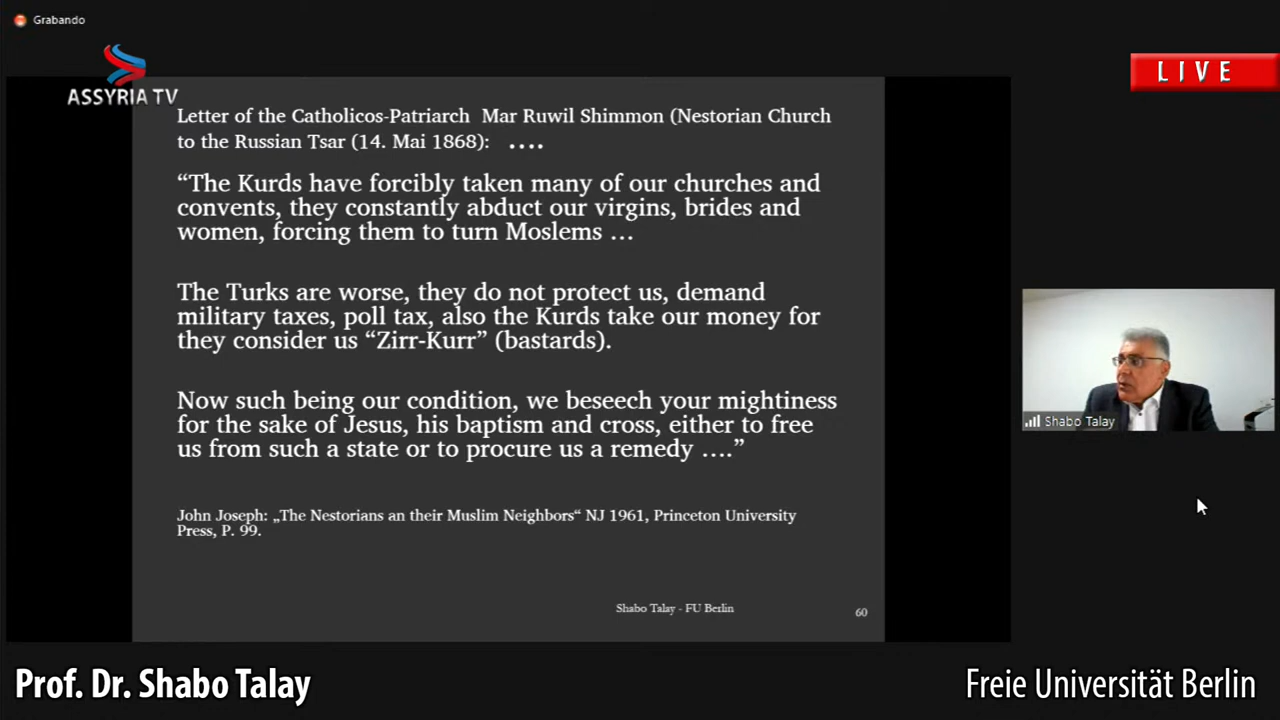 Grabando
ASSYRIA TV
LIVE
Letter of the Catholicos-Patriarch Mar Ruwil Shimmon (Nestorian Church
to the Russian Tsar (14. Mai 1868): ....
“The Kurds have forcibly taken many of our churches and
convents, they constantly abduct our virgins, brides and
women, forcing them to turn Moslems …
The Turks are worse, they do not protect us, demand
military taxes, poll tax, also the Kurds take our money for
they consider us “Zirr-Kurr” (bastards).
Now such being our condition, we beseech your mightiness
for the sake of Jesus, his baptism and cross, either to free
us from such a state or to procure us a remedy ….”
John Joseph: „The Nestorians an their Muslim Neighbors“ NJ 1961, Princeton University
Press, P. 99.
Shabo Talay - FU Berlin
60
Shabo Talay
Prof. Dr. Shabo Talay
Freie Universität Berlin